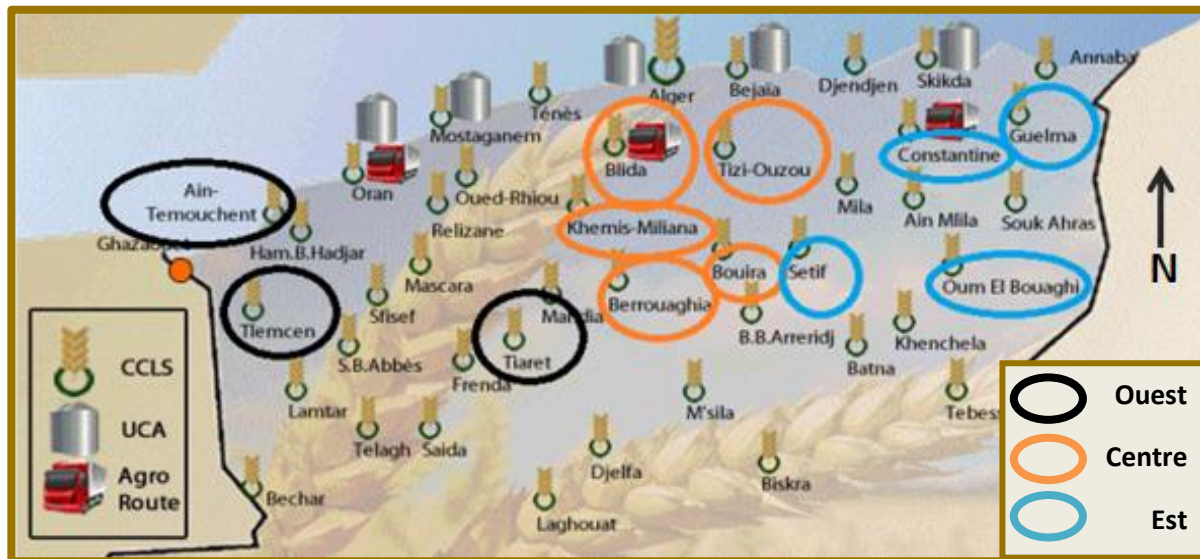 Skikda
Annaba
Alger
Bejaïa
Djendjen
Ténès
Mostaganem
Guelma
Constantine
Blida
Tizi-Ouzou
Oran
Oued-Rhiou
Ain-
Temouchent
Mila
Ain Mlila
Souk Ahras
Relizane
Khemis-Miliana
Ham.B.Hadjar
N
Mascara
Bouira
Setif
Oum El Bouaghi
Berrouaghia
Sfisef
Tlemcen
B.B.Arreridj
Khenchela
Tiaret
S.B.Abbès
Frenda
Batna
CCLS
Lamtar
M'sila
Tebess
Ouest
UCA
Telagh
Saida
Djelfa
Centre
Agro
Route
Bechar
Biskra
Laghouat
Est